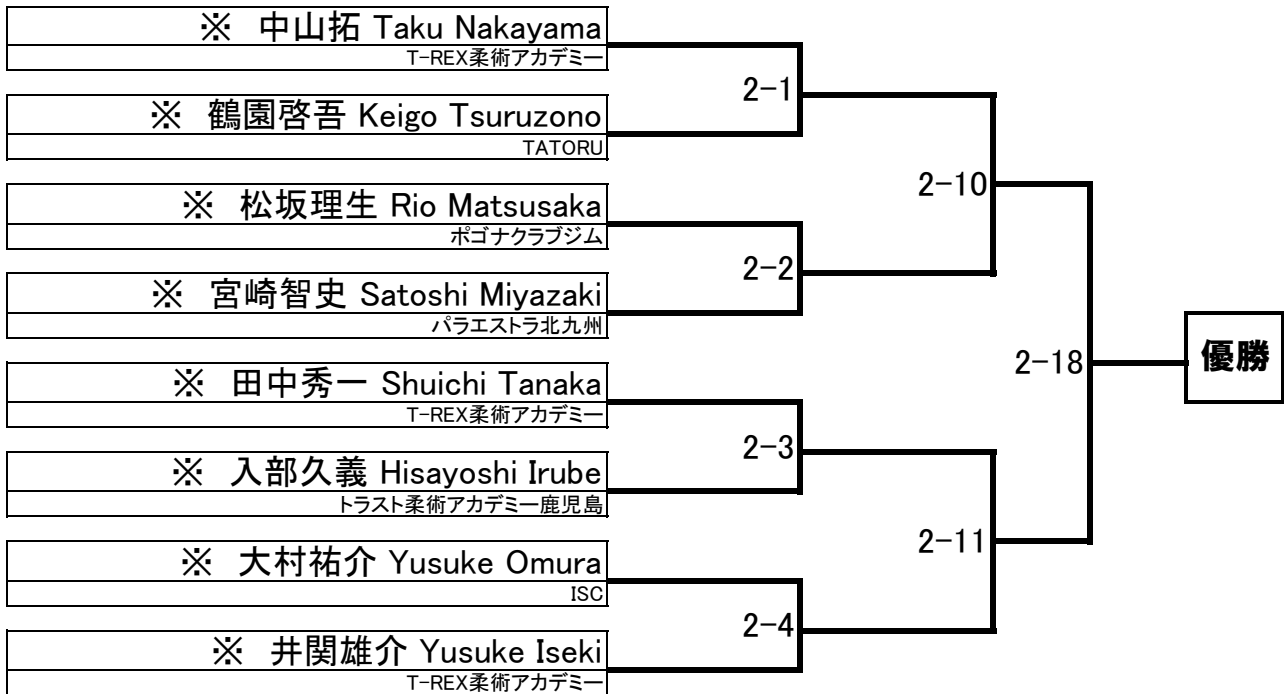 ※ 中山拓 Taku Nakayama
T-REX柔術アカデミー
2-1
※ 鶴園啓吾 Keigo Tsuruzono
TATORU
2-10
※ 松坂理生 Rio Matsusaka
ポゴナクラブジム
2-2
※ 宮崎智史 Satoshi Miyazaki
パラエストラ北九州
2-18
優勝
※ 田中秀一 Shuichi Tanaka
T-REX柔術アカデミー
2-3
※ 入部久義 Hisayoshi Irube
トラスト柔術アカデミー鹿児島
2-11
※ 大村祐介 Yusuke Omura
ISC
2-4
※ 井関雄介 Yusuke Iseki
T-REX柔術アカデミー